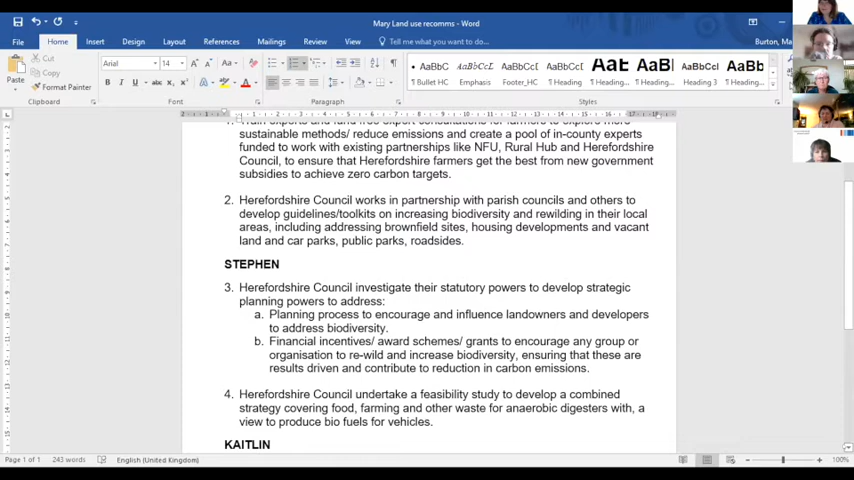 Mary Land use recomms - Word
File Home Insert Design Layout References Mailings Review View Tell me what you want to do... Burton, Ma
Cut
Copy
Paste
Format Painter
Arial 14
AaBbC AaBbCcL AaBbCcI AaBbCcI AaE AaBl AaBbCc AaBb
Bullet HC Emphasis Footer_HC Heading... Heading... Heading 3 Heading...
Clipboard Font Paragraph Styles
sustainable methods/ reduce emissions and create a pool of in-county experts
funded to work with existing partnerships like NFU, Rural Hub and Herefordshire
Council, to ensure that Herefordshire farmers get the best from new government
subsidies to achieve zero carbon targets.
2. Herefordshire Council works in partnership with parish councils and others to
develop guidelines/toolkits on increasing biodiversity and rewilding in their local
areas, including addressing brownfield sites, housing developments and vacant
land and car parks, public parks, roadsides.
STEPHEN
3. Herefordshire Council investigate their statutory powers to develop strategic
planning powers to address:
a. Planning process to encourage and influence landowners and developers
to address biodiversity.
b. Financial incentives/ award schemes/ grants to encourage any group or
organisation to re-wild and increase biodiversity, ensuring that these are
results driven and contribute to reduction in carbon emissions.
4. Herefordshire Council undertake a feasibility study to develop a combined
strategy covering food, farming and other waste for anaerobic digesters with, a
view to produce bio fuels for vehicles.
KAITLIN
Page 1 of 1 243 words English (United Kingdom) 100%